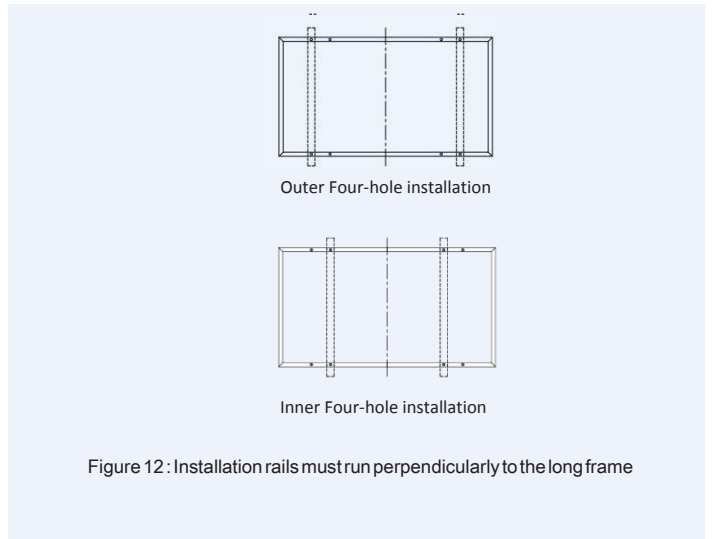 Outer Four-hole installation
Inner Four-hole installation
Figure 12 : Installation rails must run perpendicularly to the long frame